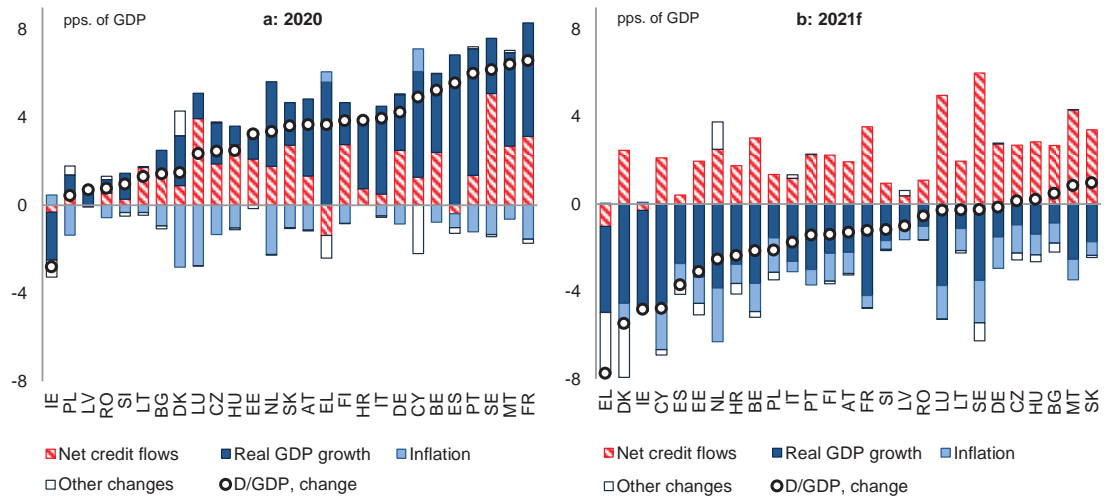 pps. of GDP
a: 2020
8
4
0
-4
-8
IE PL LV RO SI LT BG DK LU CZ HU EE NL SK AT EL FI HR IT DE CY BE ES PT SE MT FR
Net credit flows Real GDP growth Inflation
Other changes D/GDP, change
pps. of GDP
b: 2021f
8
4
0
-4
-8
EL DK IE CY ES EE NL HR BE PL IT PT FI AT FR SI LV RO LU LT SE DE CZ HU BG MT SK
Net credit flows Real GDP growth Inflation
Other changes D/GDP, change